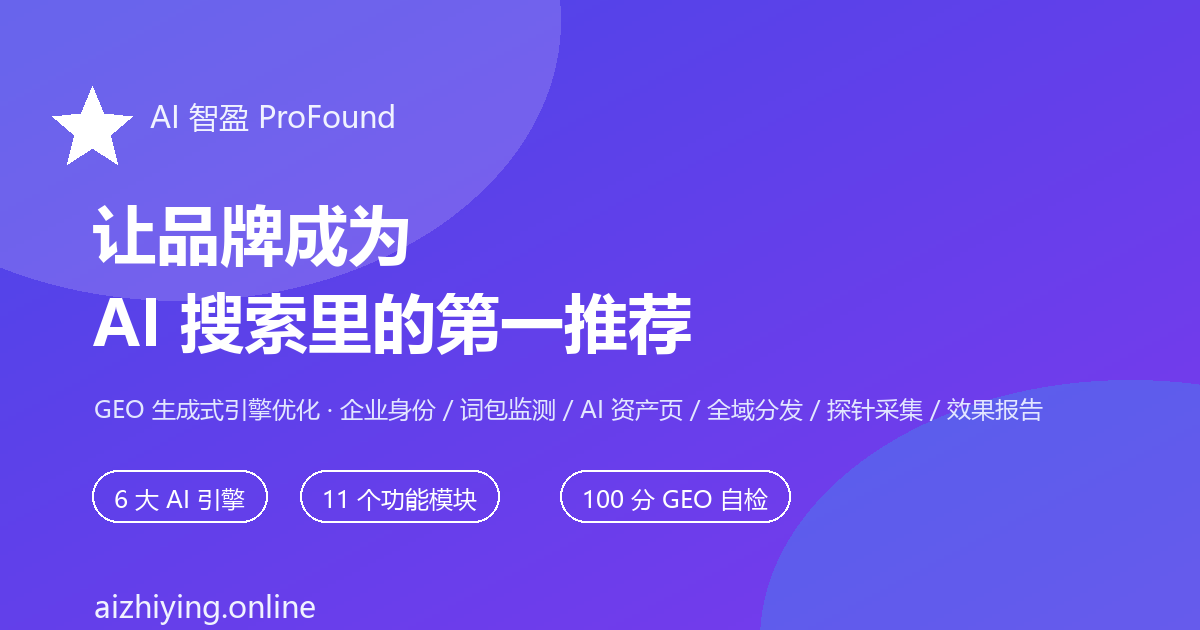 AI 智盈 ProFound
让品牌成为
AI 搜索里的第一推荐
GEO 生成式引擎优化 · 企业身份 / 词包监测 / AI 资产页 / 全域分发 / 探针采集 / 效果报告
6 大 AI 引擎
11 个功能模块
100 分 GEO 自检
aizhiying.online